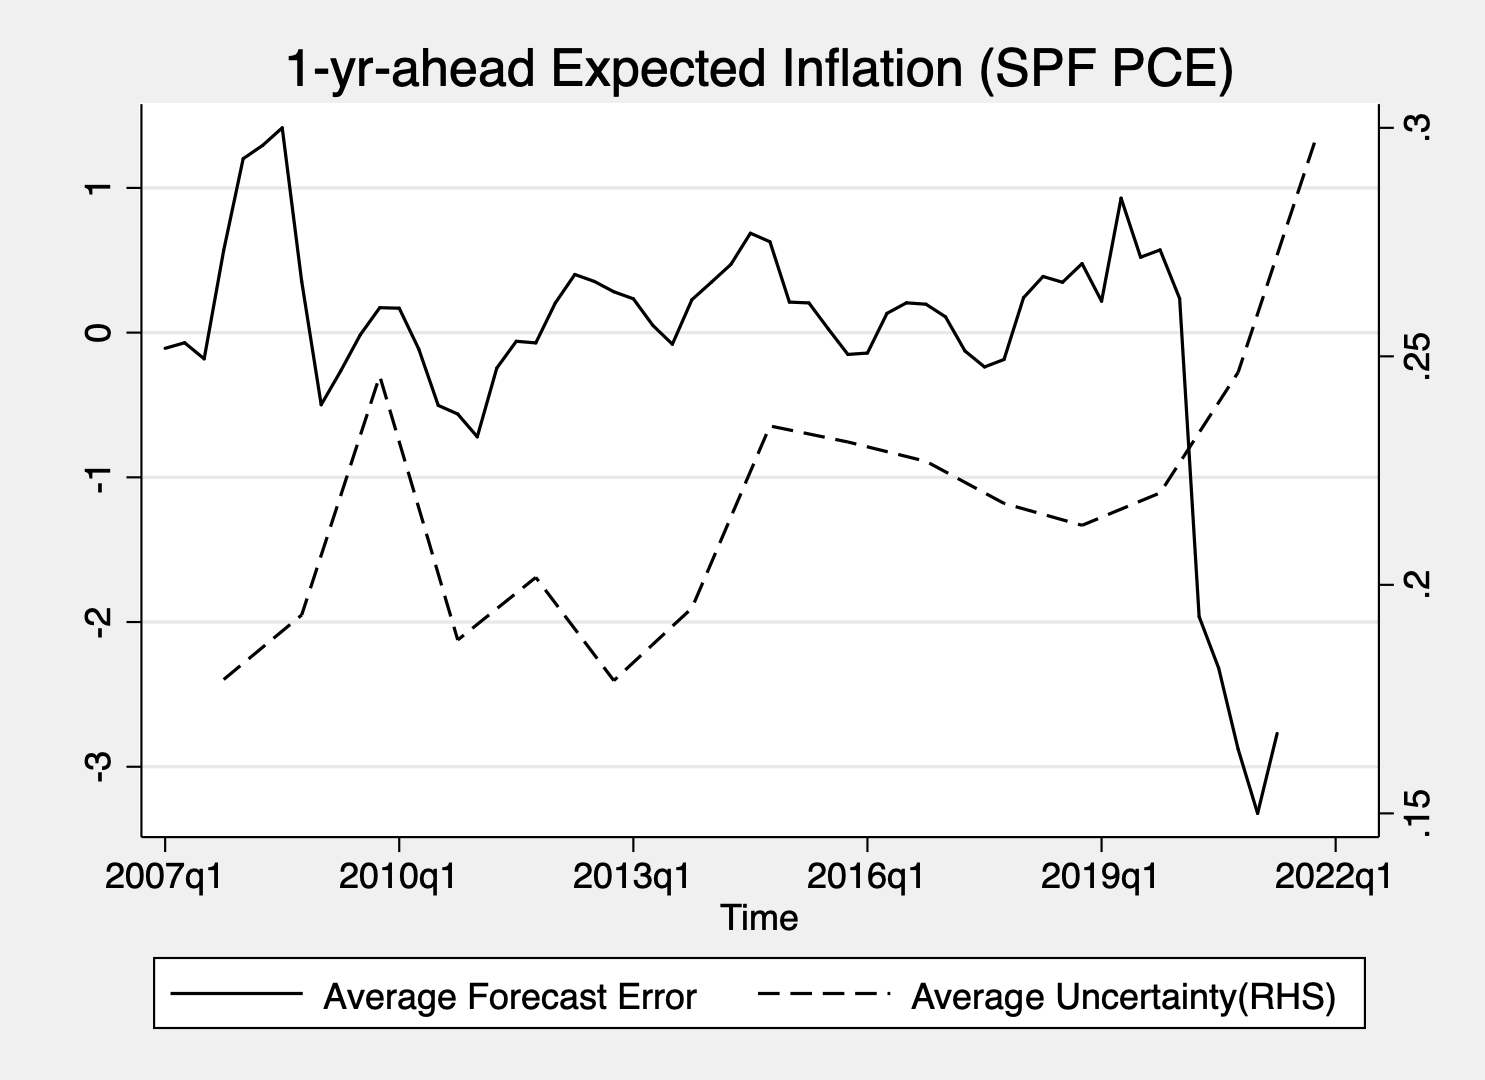 1-yr-ahead Expected Inflation (SPF PCE)
1
0
-1
-2
-3
.3
.25
.2
.15
2007q1 2010q1 2013q1 2016q1 2019q1 2022q1
Time
Average Forecast Error Average Uncertainty(RHS)